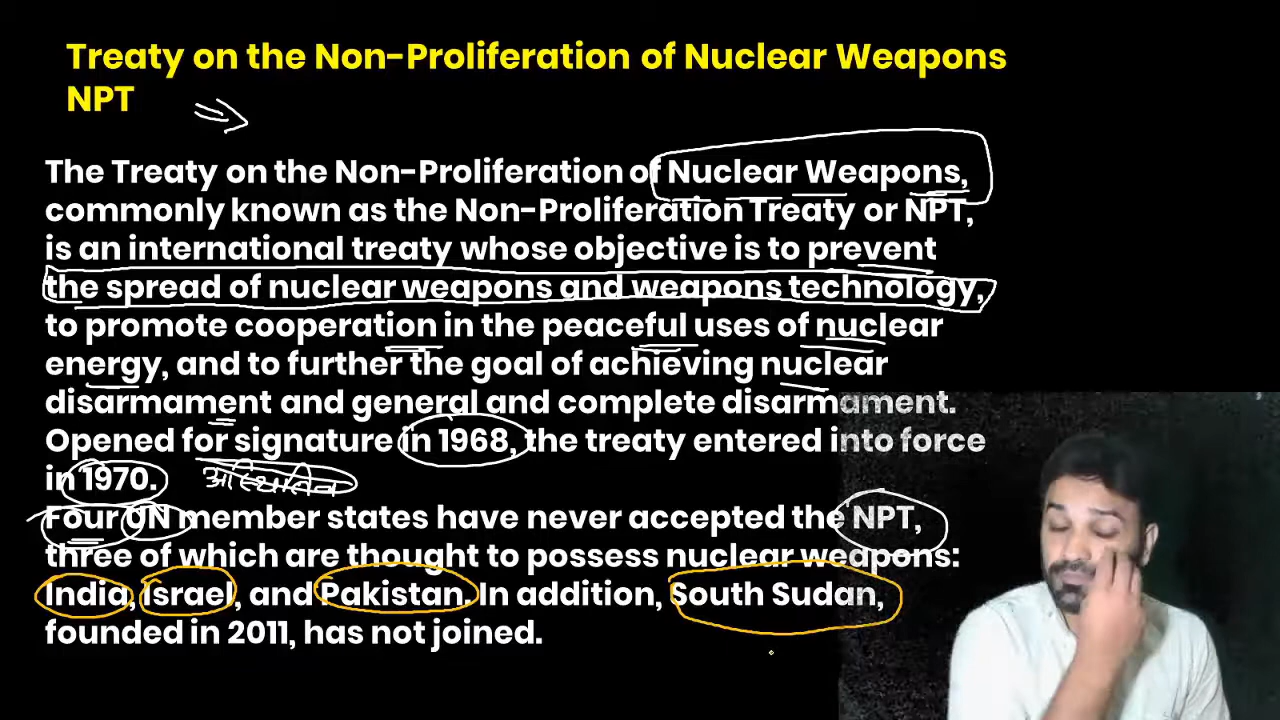 Treaty on the Non-Proliferation of Nuclear Weapons
NPT
The Treaty on the Non-Proliferation of Nuclear Weapons,
commonly known as the Non-Proliferation Treaty or NPT,
is an international treaty whose objective is to prevent
the spread of nuclear weapons and weapons technology,
to promote cooperation in the peaceful uses of nuclear
energy, and to further the goal of achieving nuclear
disarmament and general and complete disarmament.
Opened for signature in 1968, the treaty entered into force
in 1970.
Four UN member states have never accepted the NPT,
three of which are thought to possess nuclear weapons:
India, Israel, and Pakistan. In addition, South Sudan,
founded in 2011, has not joined.